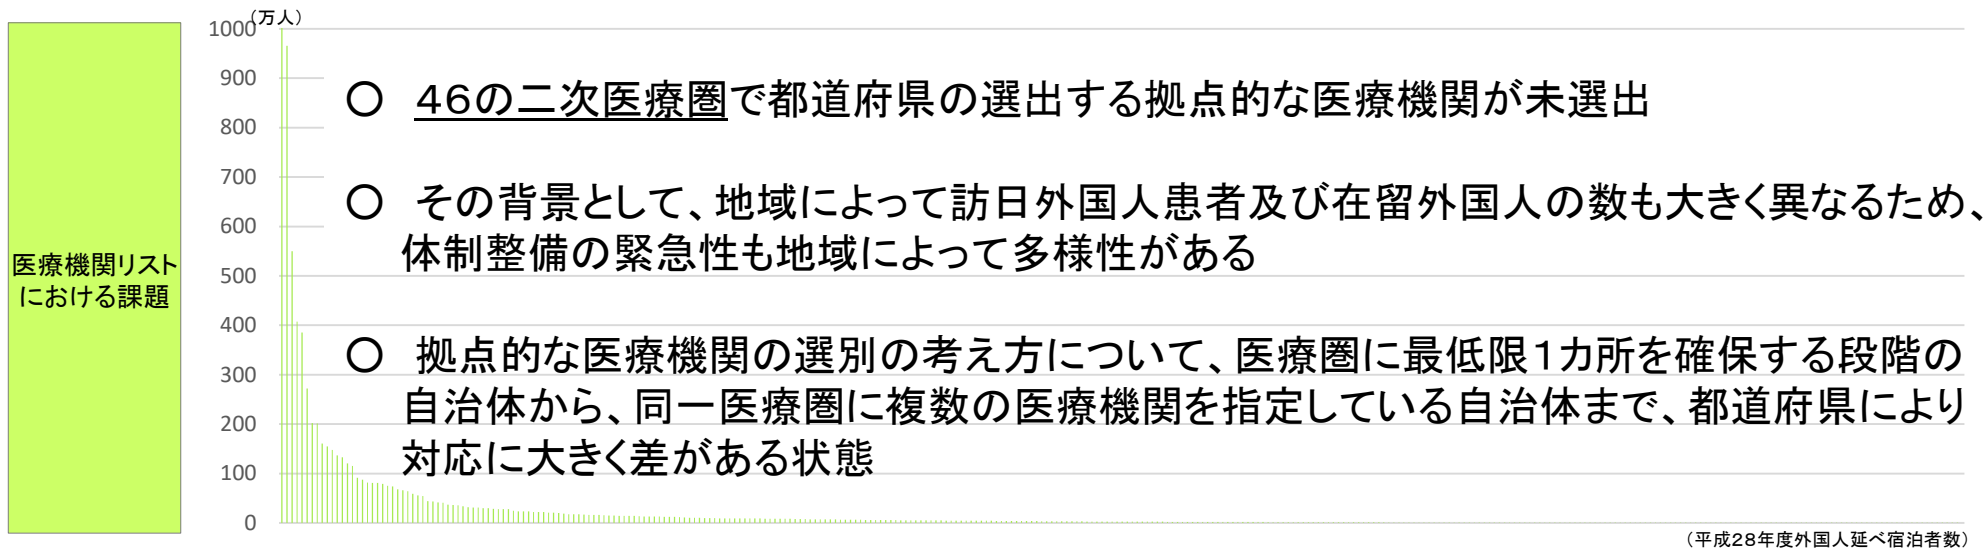 医療機関リスト
における課題
(万人)
1000
900
800
700
600
500
400
300
200
100
0
○ 46の二次医療圏で都道府県の選出する拠点的な医療機関が未選出
○ その背景として、地域によって訪日外国人患者及び在留外国人の数も大きく異なるため、
体制整備の緊急性も地域によって多様性がある
○ 拠点的な医療機関の選別の考え方について、医療圏に最低限1カ所を確保する段階の
自治体から、同一医療圏に複数の医療機関を指定している自治体まで、都道府県により
対応に大きく差がある状態
(平成28年度外国人延べ宿泊者数)